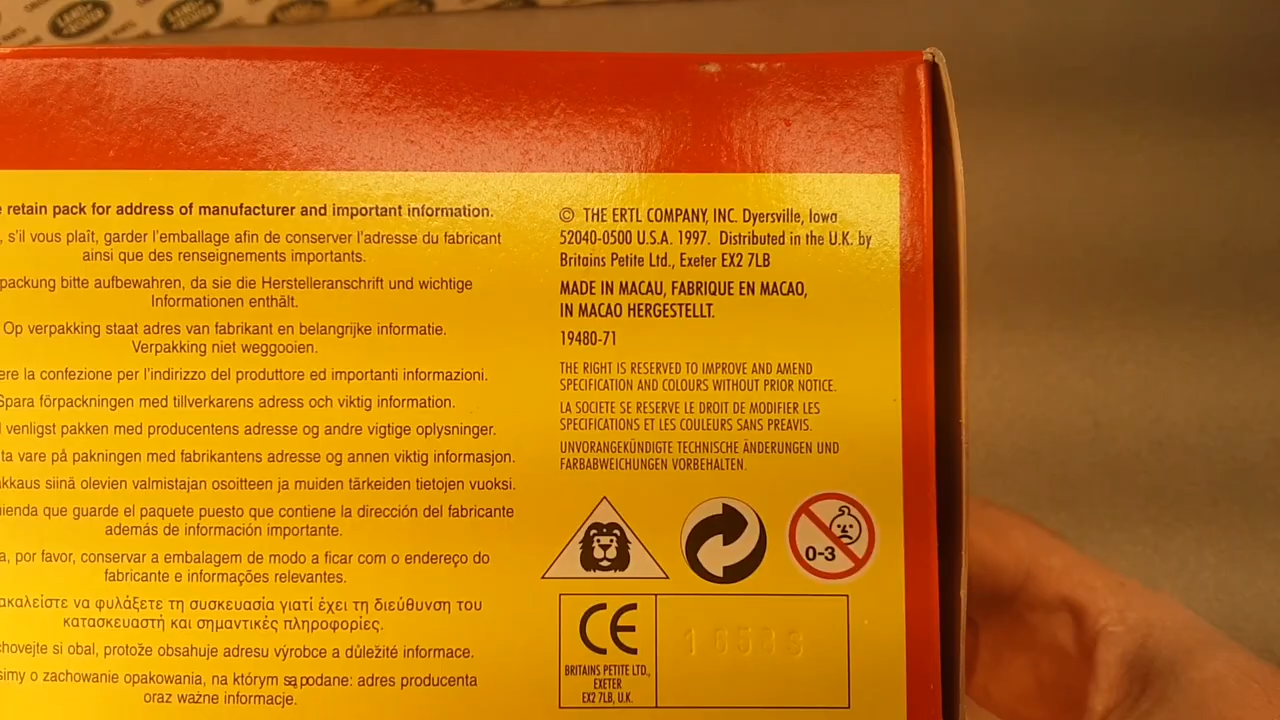 LAND ROVER
retain pack for address of manufacturer and important information.
, s'il vous plaît, garder l'emballage afin de conserver l'adresse du fabricant
ainsi que des renseignements importants.
packung bitte aufbewahren, da sie die Herstelleranschrift und wichtige
Informationen enthält.
Op verpakking staat adres van fabrikant en belangrijke informatie.
Verpakking niet weggooien.
ere la confezione per l'indirizzo del produttore ed importanti informazioni.
Spara förpackningen med tillverkarens adress och viktig information.
venligst pakken med producentens adresse og andre vigtige oplysninger.
ta vare på pakningen med fabrikantens adresse og annen viktig informasjon.
akkaus siinä olevien valmistajan osoitteen ja muiden tärkeiden tietojen vuoksi.
ienda que guarde el paquete puesto que contiene la dirección del fabricante
además de información importante.
a, por favor, conservar a embalagem de modo a ficar com o endereço do
fabricante e informações relevantes.
ακαλείστε να φυλάξετε τη συσκευασία γιατί έχει τη διεύθυνση του
κατασκευαστή και σημαντικές πληροφορίες.
chovejte si obal, protože obsahuje adresu výrobce a důležité informace.
simy o zachowanie opakowania, na którym są podane: adres producenta
oraz ważne informacje.
© THE ERTL COMPANY, INC. Dyersville, Iowa
52040-0500 U.S.A. 1997. Distributed in the U.K. by
Britains Petite Ltd., Exeter EX2 7LB
MADE IN MACAU, FABRIQUE EN MACAO,
IN MACAO HERGESTELLT.
19480-71
THE RIGHT IS RESERVED TO IMPROVE AND AMEND
SPECIFICATION AND COLOURS WITHOUT PRIOR NOTICE.
LA SOCIETE SE RESERVE LE DROIT DE MODIFIER LES
SPECIFICATIONS ET LES COULEURS SANS PREAVIS.
UNVORANGEKÜNDIGTE TECHNISCHE ÄNDERUNGEN UND
FARBABWEICHUNGEN VORBEHALTEN.
0-3
CE
BRITAINS PETITE LTD.,
EXETER
EX2 7LB, U.K.